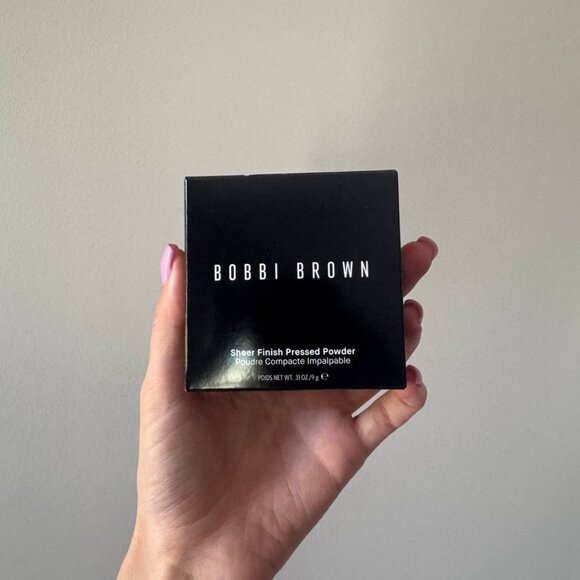 BOBBI BROWN
Sheer Finish Pressed Powder
Poudre Compacte Impalpable
POIDS NET WT. .31 OZ./9 g ℮